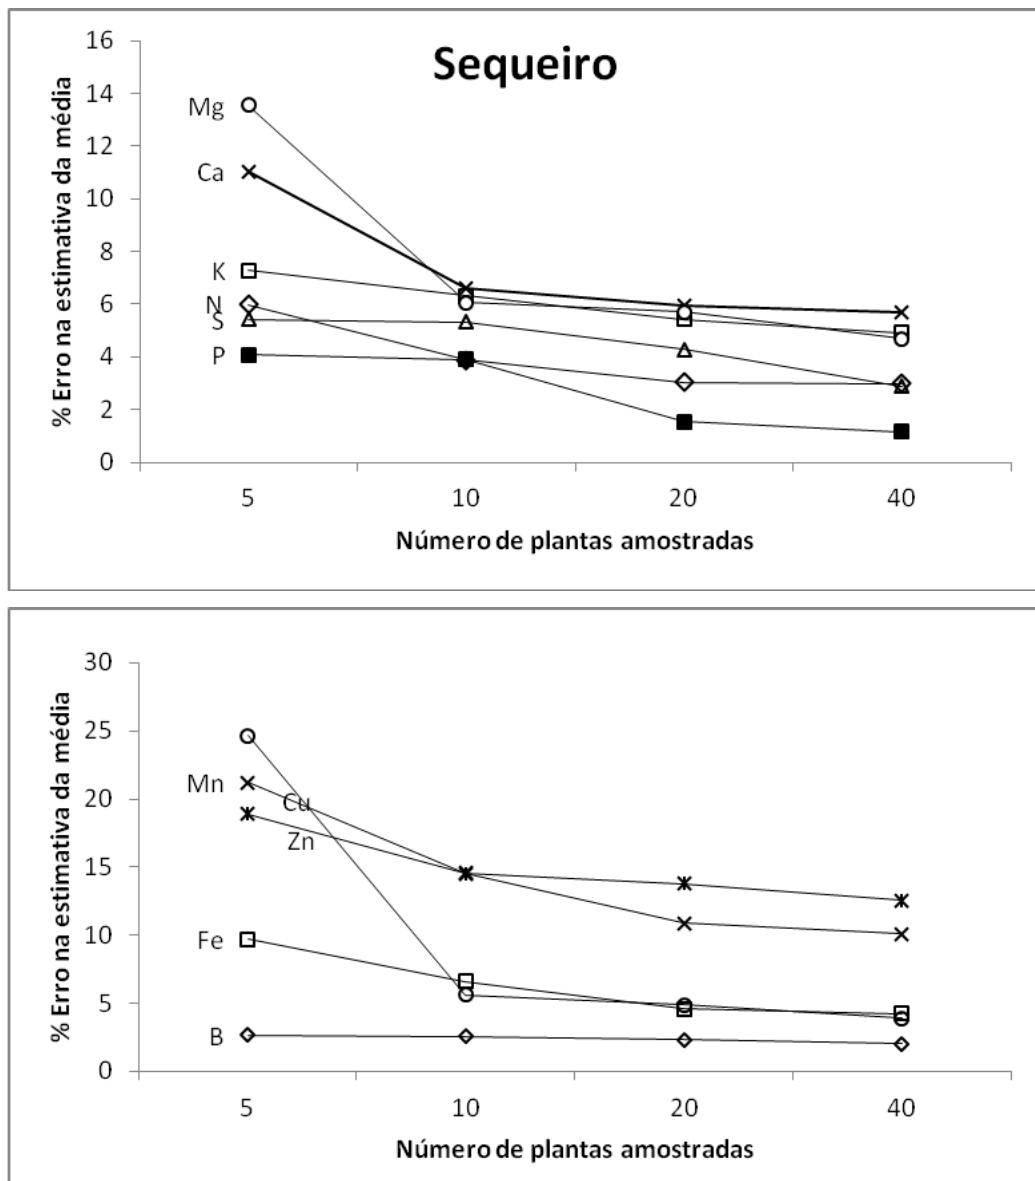 Sequeiro
% Erro na estimativa da média
16
14
12
10
8
6
4
2
0
Mg
Ca
K
N
S
P
5 10 20 40
Número de plantas amostradas
% Erro na estimativa da média
30
25
20
15
10
5
0
Mn
Cu
Zn
Fe
B
5 10 20 40
Número de plantas amostradas